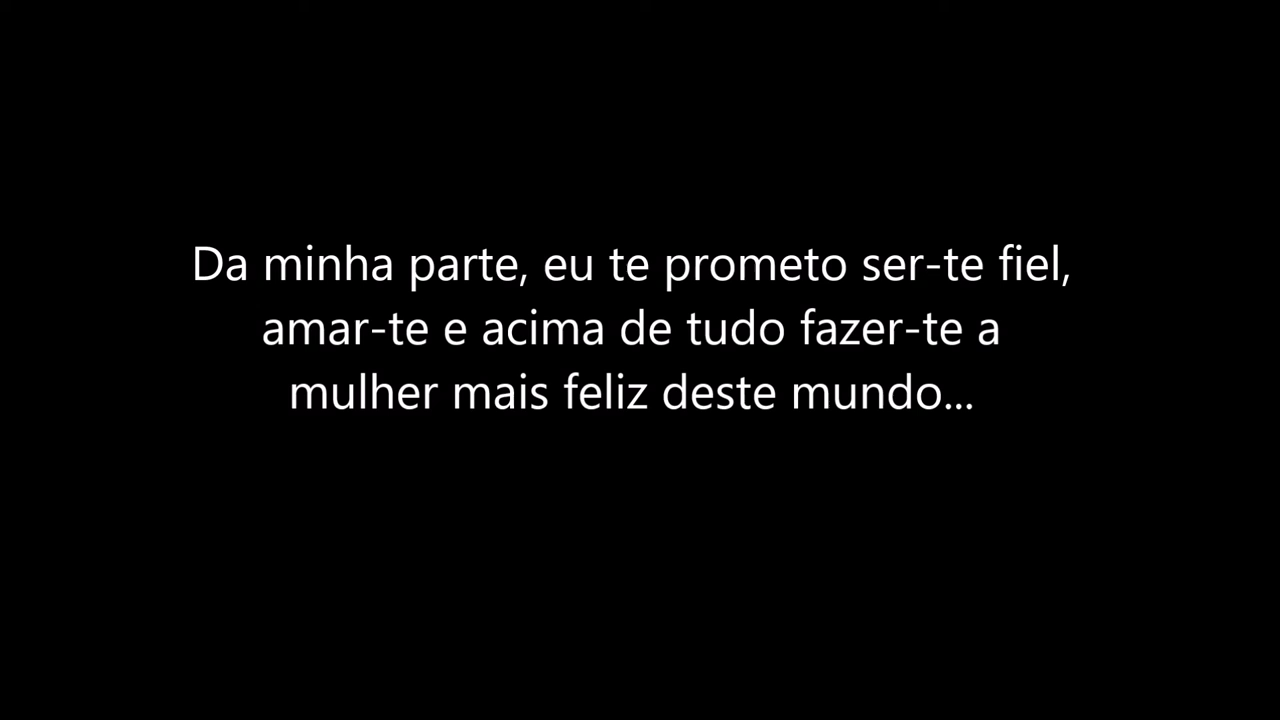 Da minha parte, eu te prometo ser-te fiel,
amar-te e acima de tudo fazer-te a
mulher mais feliz deste mundo...